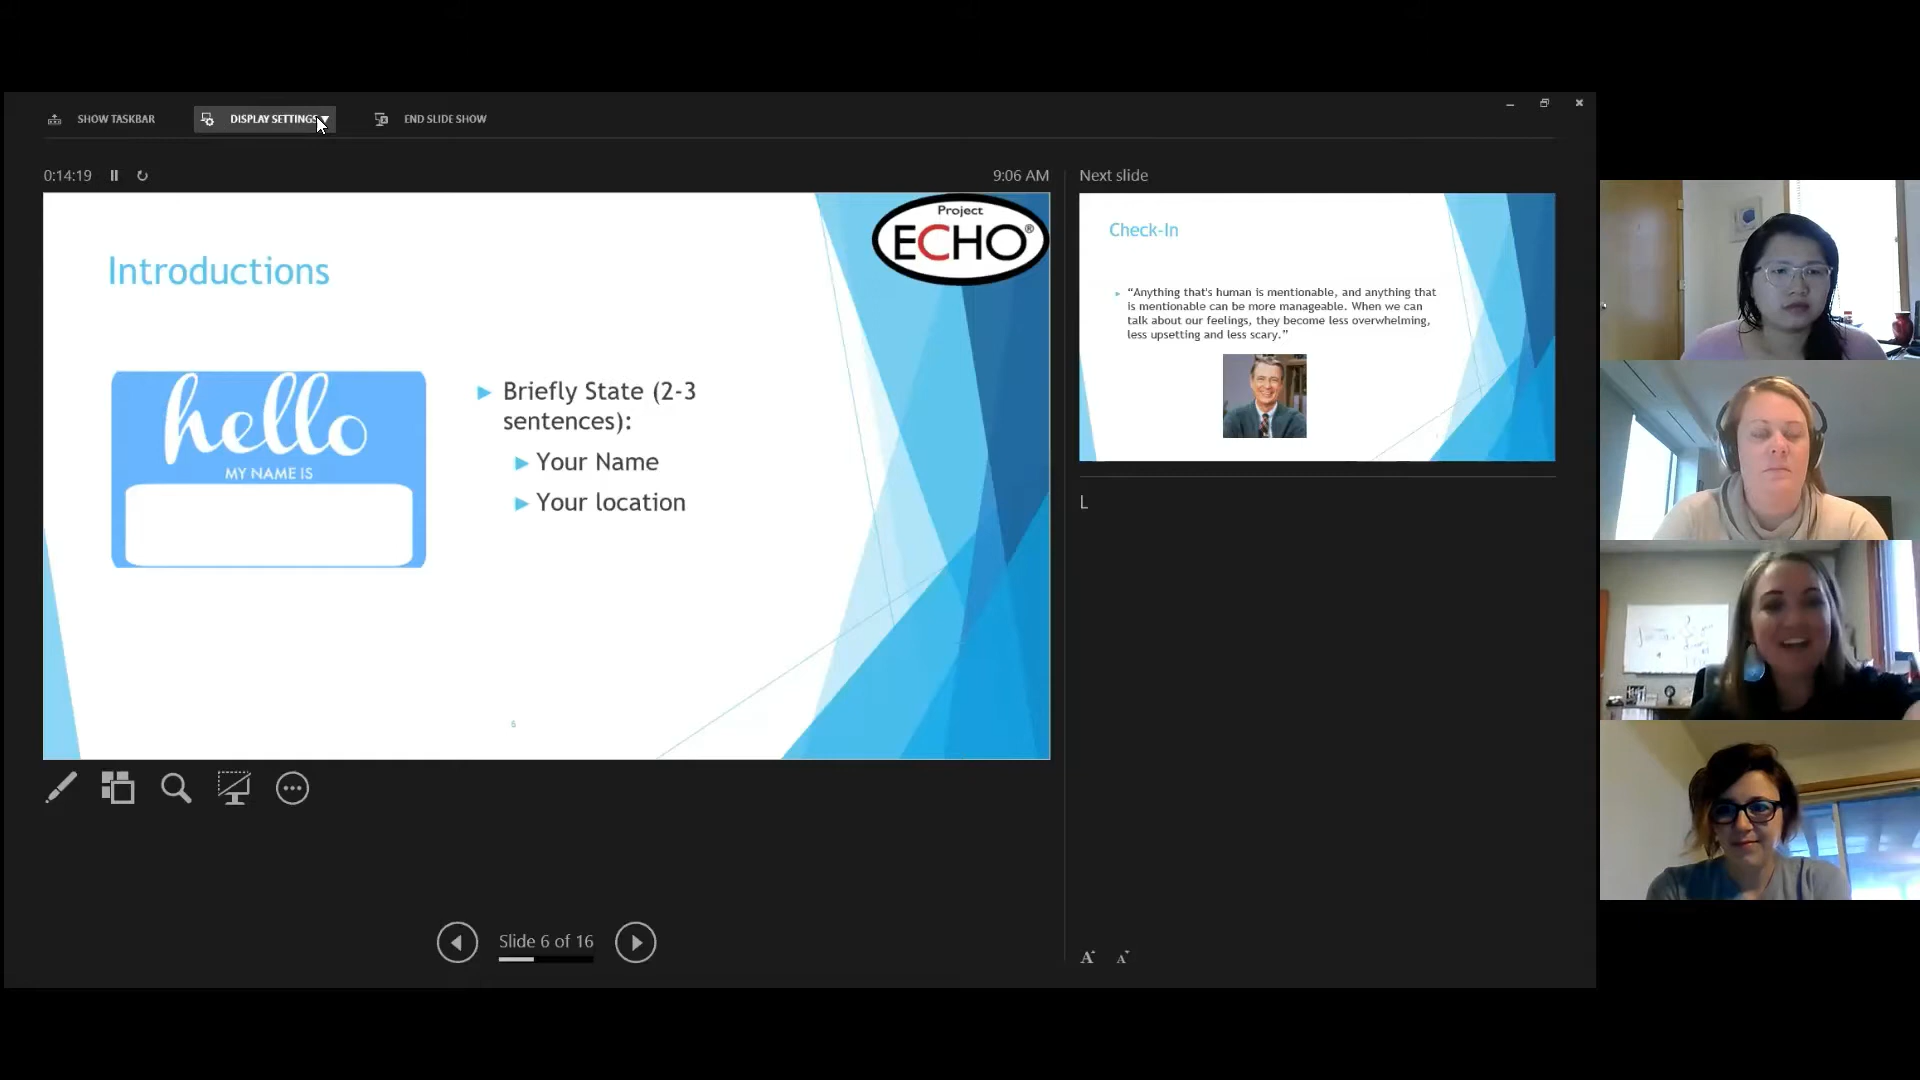 SHOW TASKBAR
DISPLAY SETTINGS
END SLIDE SHOW
0:14:19
9:06 AM
Introductions
Project
ECHO®
hello
MY NAME IS
Briefly State (2-3
sentences):
Your Name
Your location
6
Slide 6 of 16
Next slide
Check-In
“Anything that's human is mentionable, and anything that
is mentionable can be more manageable. When we can
talk about our feelings, they become less overwhelming,
less upsetting and less scary.”
L
A
A